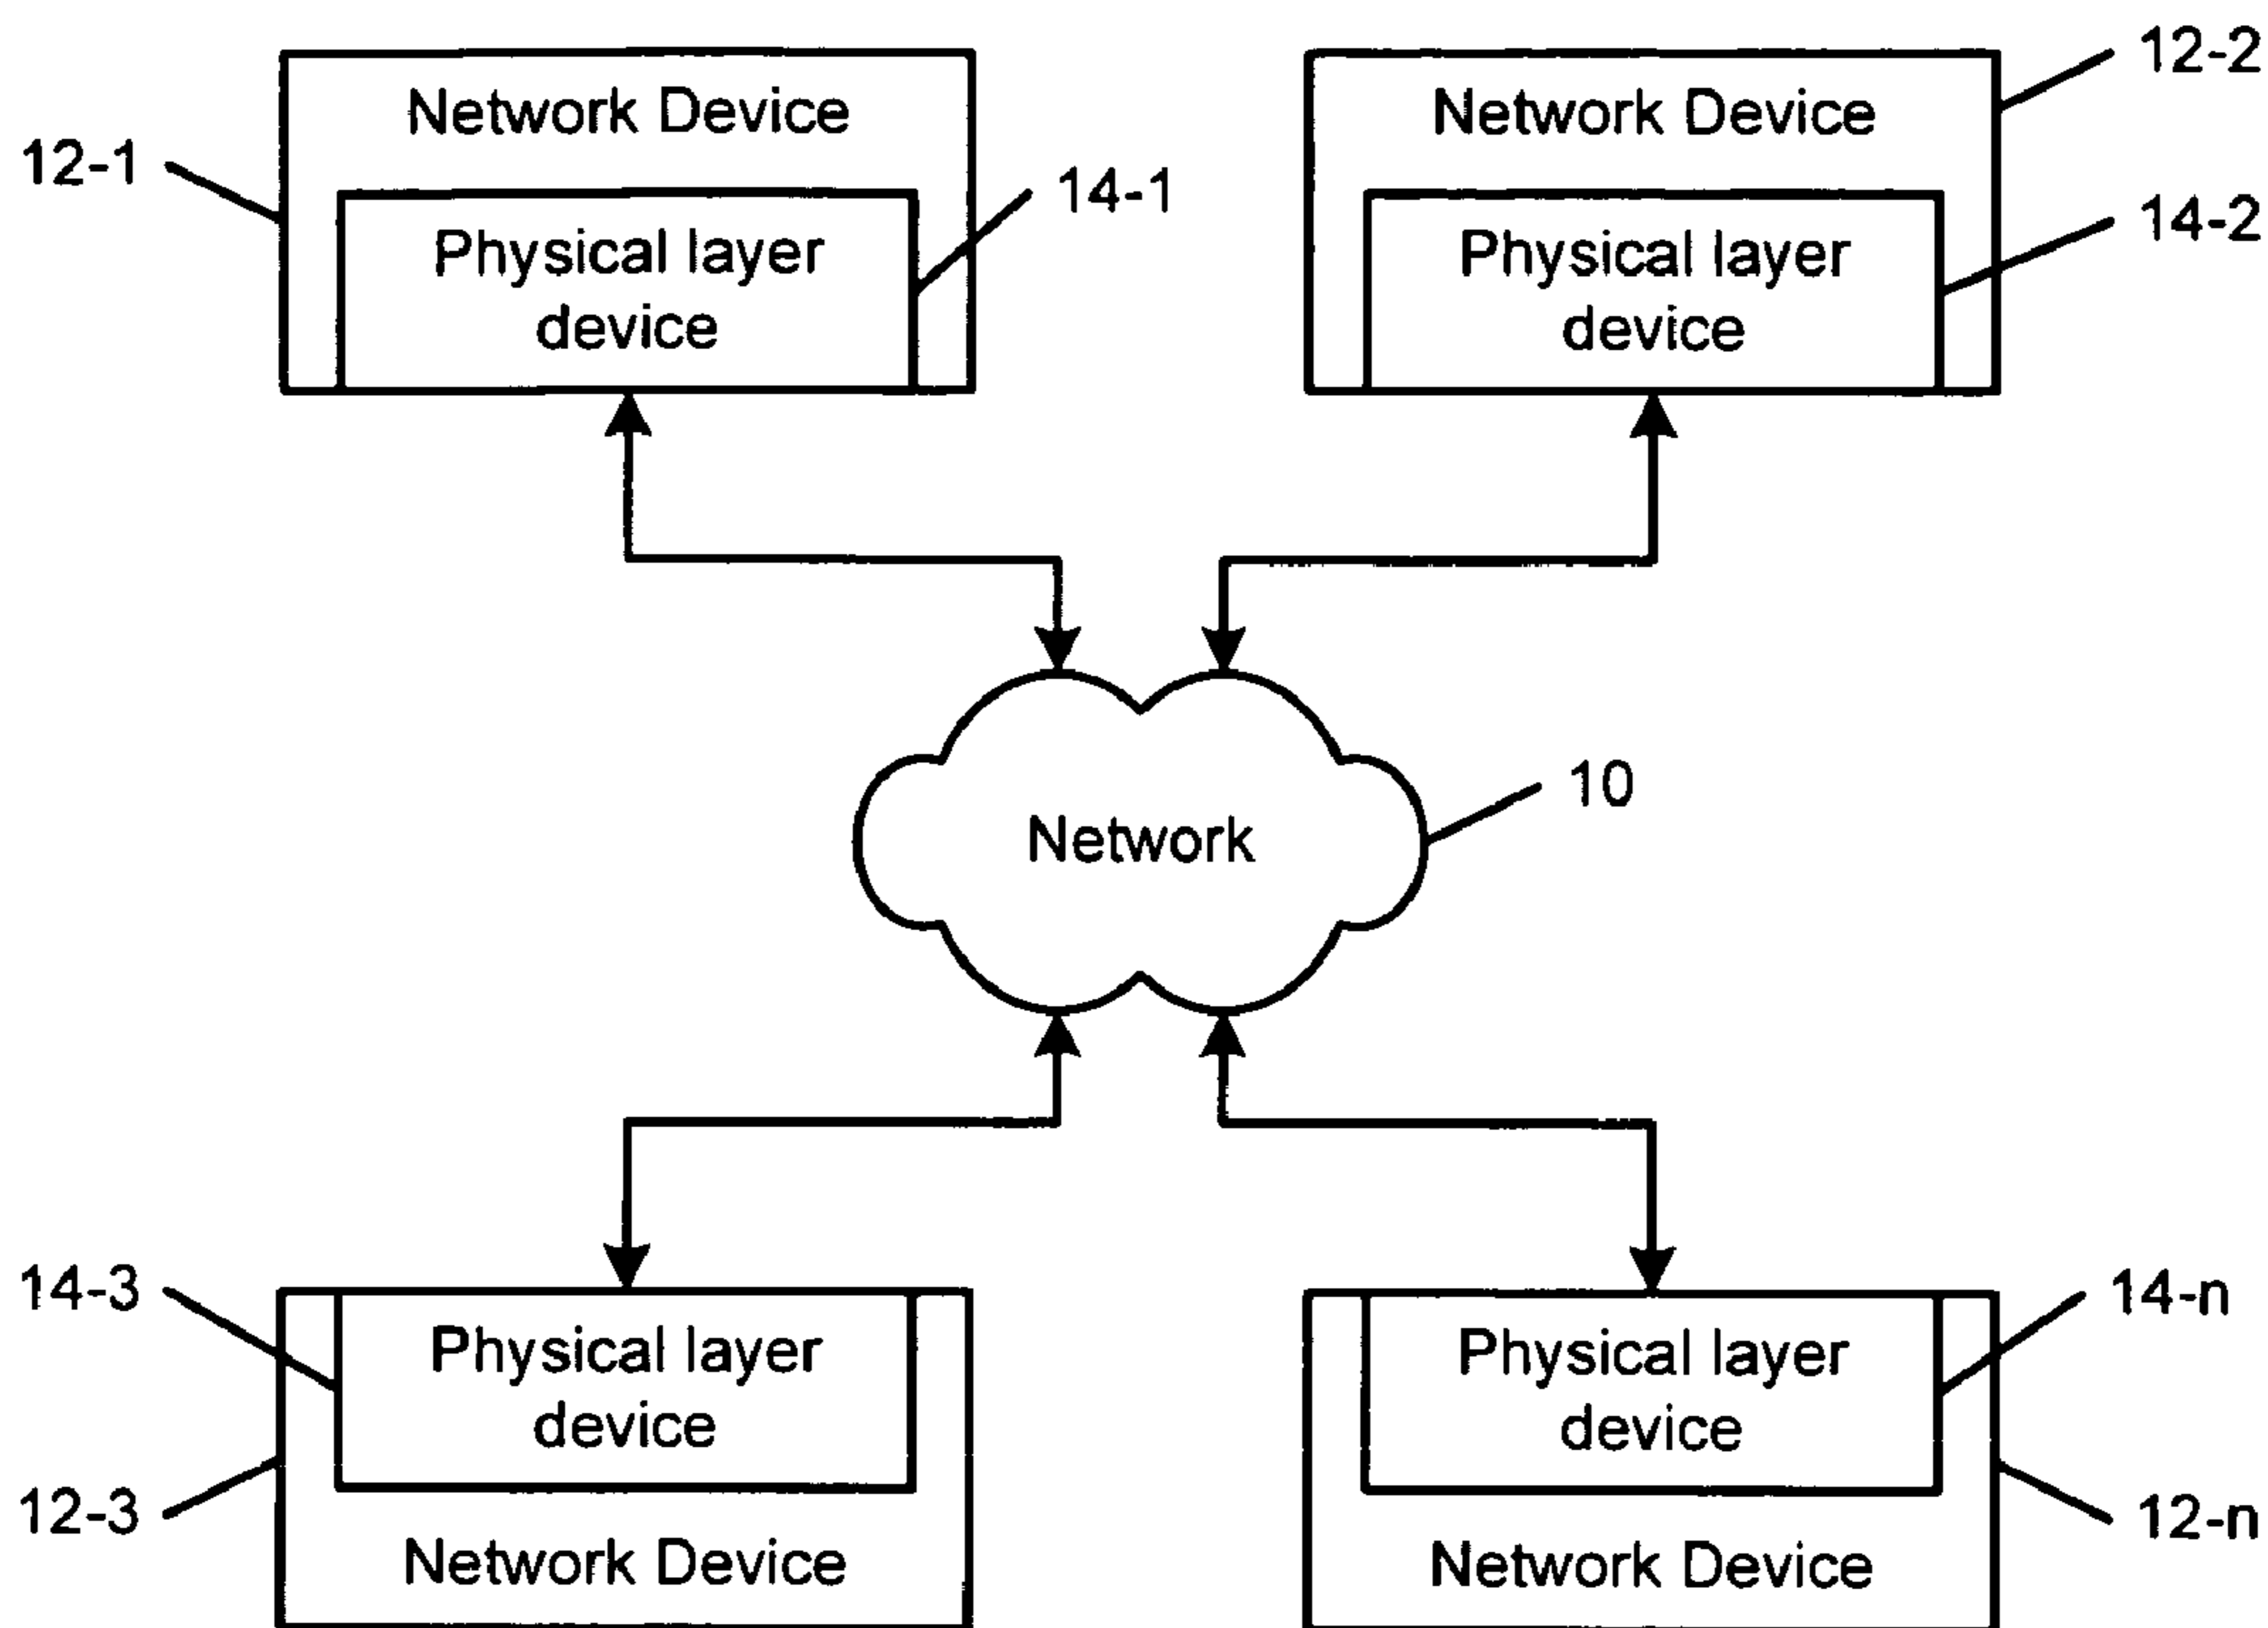 12-1
Network Device
Physical layer
device
14-1
Network Device
Physical layer
device
12-2
14-2
Network
10
14-3
12-3
Physical layer
device
Network Device
Physical layer
device
Network Device
14-n
12-n